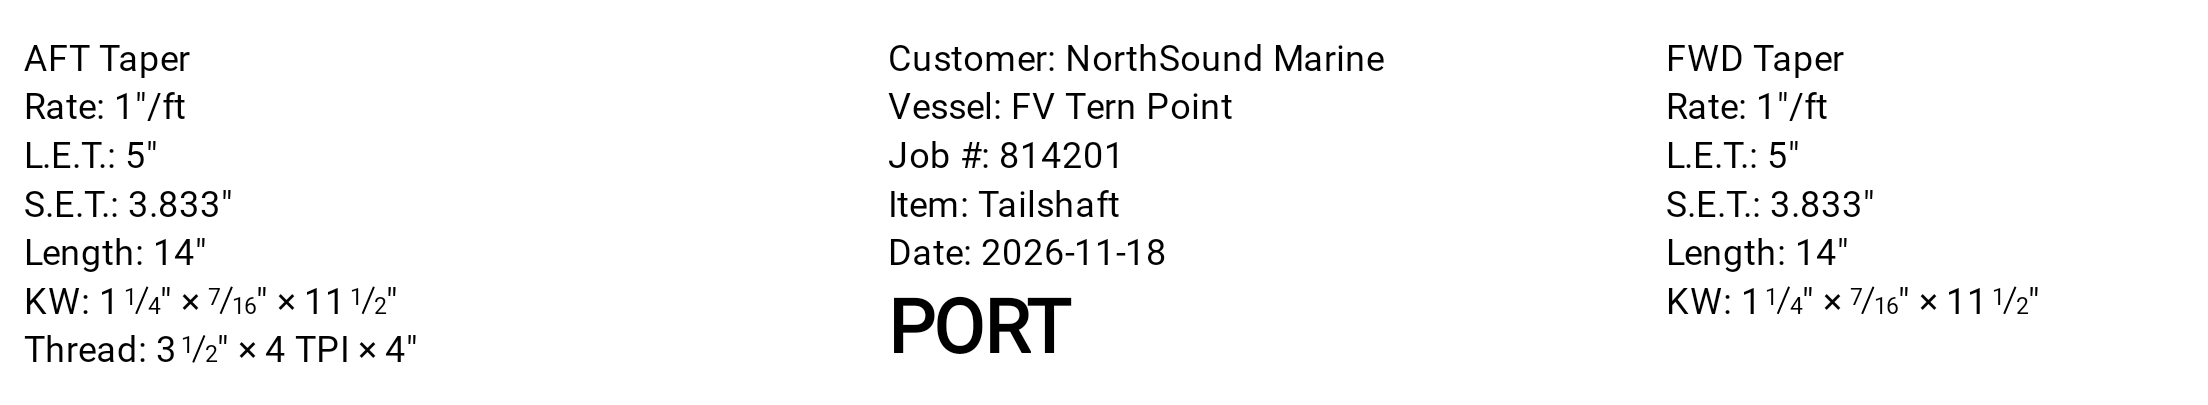 AFT Taper
Rate: 1"/ft
L.E.T.: 5"
S.E.T.: 3.833"
Length: 14"
KW: 1 1/4" × 7/16" × 11 1/2"
Thread: 3 1/2" × 4 TPI × 4"
Customer: NorthSound Marine
Vessel: FV Tern Point
Job #: 814201
Item: Tailshaft
Date: 2026-11-18
PORT
FWD Taper
Rate: 1"/ft
L.E.T.: 5"
S.E.T.: 3.833"
Length: 14"
KW: 1 1/4" × 7/16" × 11 1/2"